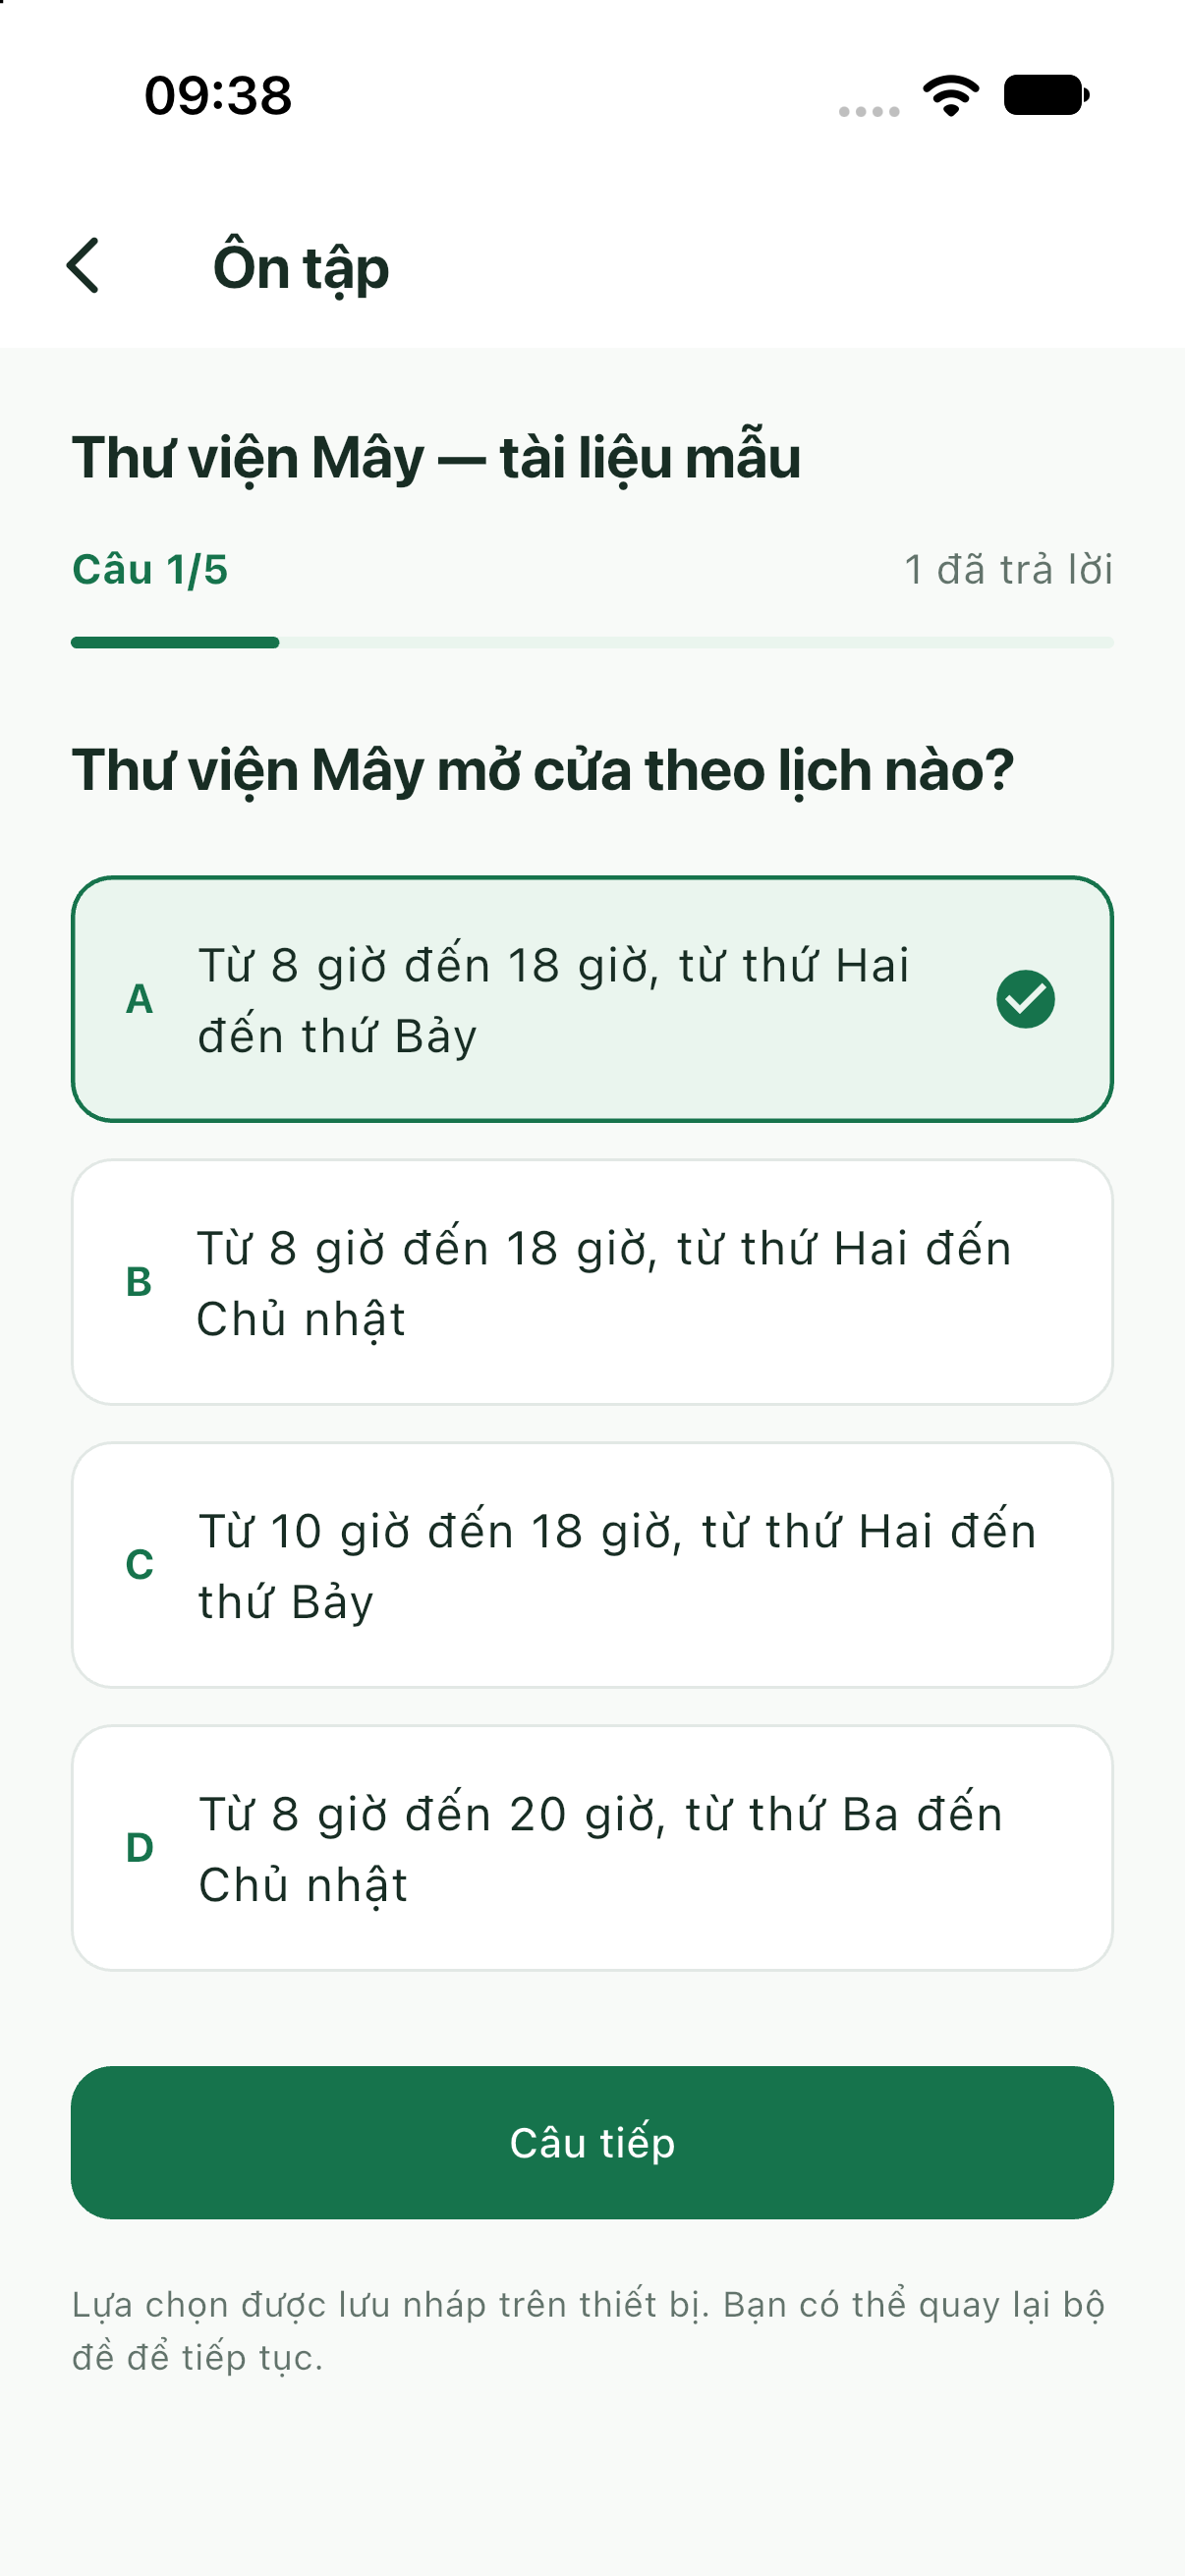 09:38
Ôn tập
Thư viện Mây — tài liệu mẫu
Câu 1/5
1 đã trả lời
Thư viện Mây mở cửa theo lịch nào?
A
Từ 8 giờ đến 18 giờ, từ thứ Hai
đến thứ Bảy
B
Từ 8 giờ đến 18 giờ, từ thứ Hai đến
Chủ nhật
C
Từ 10 giờ đến 18 giờ, từ thứ Hai đến
thứ Bảy
D
Từ 8 giờ đến 20 giờ, từ thứ Ba đến
Chủ nhật
Câu tiếp
Lựa chọn được lưu nháp trên thiết bị. Bạn có thể quay lại bộ
đề để tiếp tục.